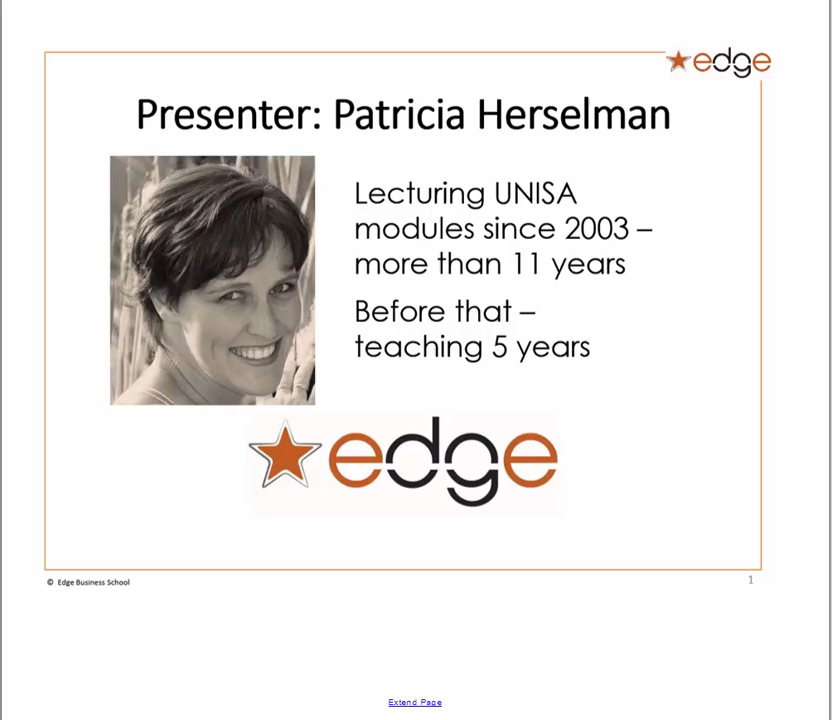 edge
Presenter: Patricia Herselman
Lecturing UNISA
modules since 2003 –
more than 11 years
Before that –
teaching 5 years
edge
© Edge Business School
1
Extend Page